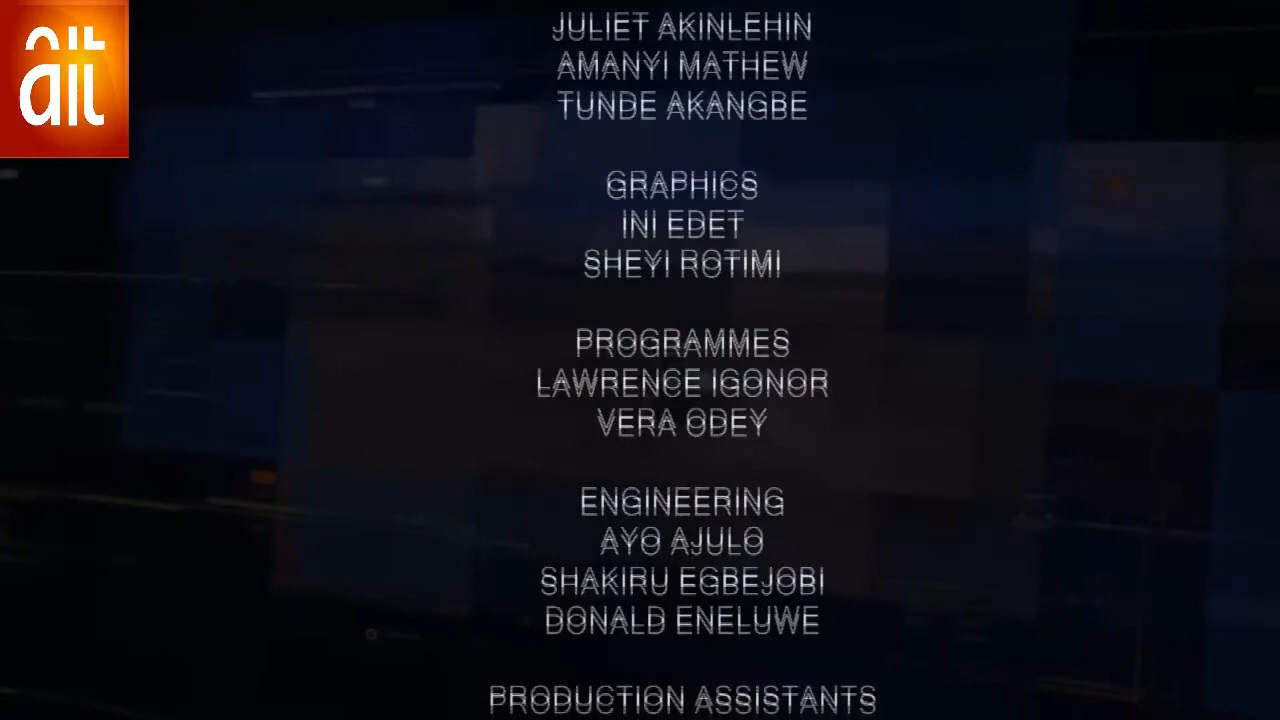 ait
JULIET AKINLEHIN
AMANYI MATHEW
TUNDE AKANGBE
GRAPHICS
INI EDET
SHEYI ROTIMI
PROGRAMMES
LAWRENCE IGONOR
VERA ODEY
ENGINEERING
AYO AJULO
SHAKIRU EGBEJOBI
DONALD ENELUWE
PRODUCTION ASSISTANTS